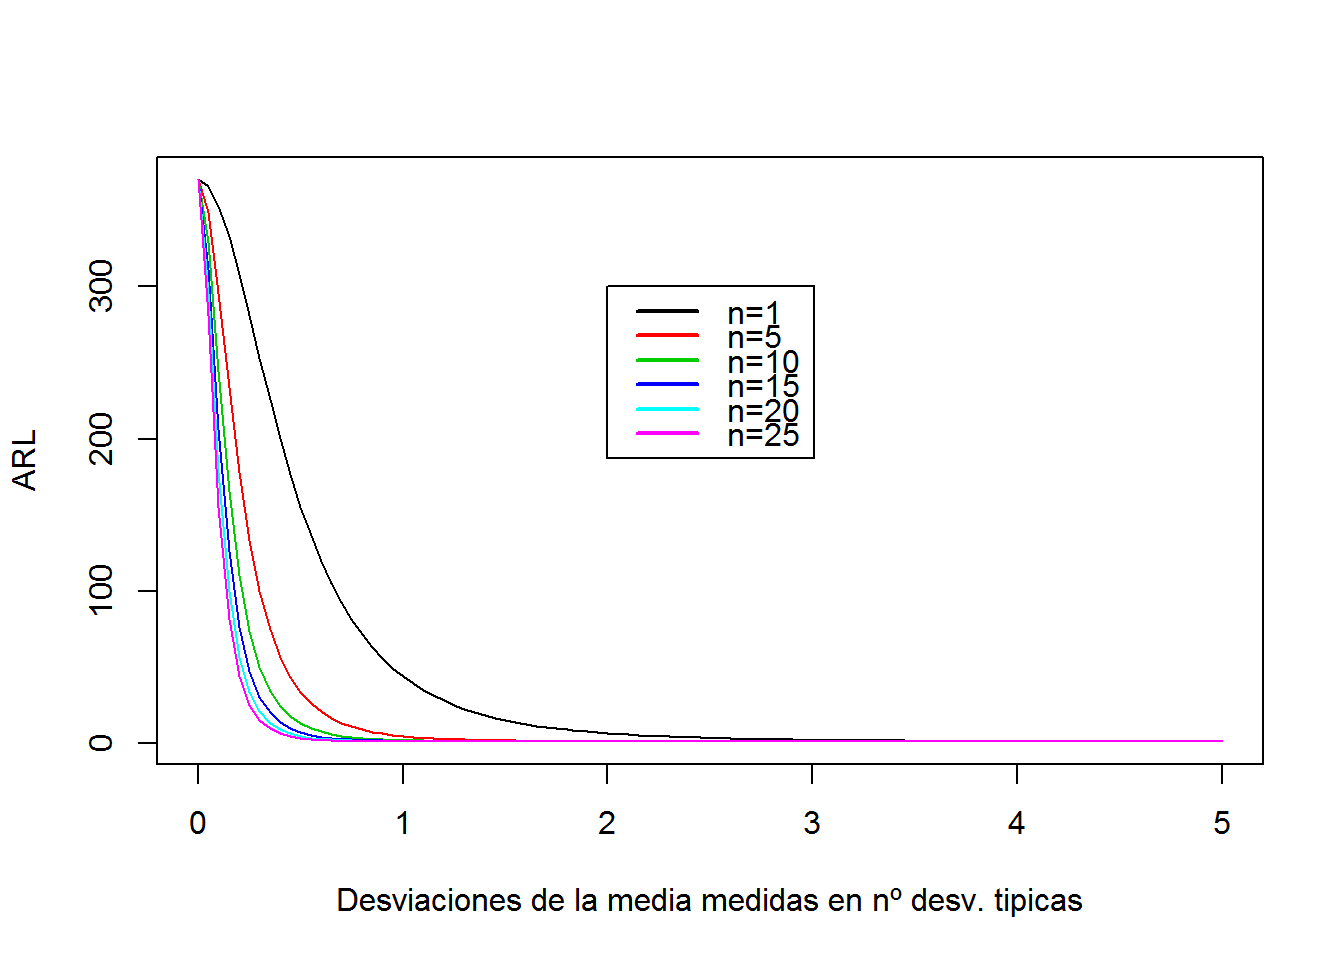 ARL
300
200
100
0
n=1
n=5
n=10
n=15
n=20
n=25
0 1 2 3 4 5
Desviaciones de la media medidas en nº desv. tipicas